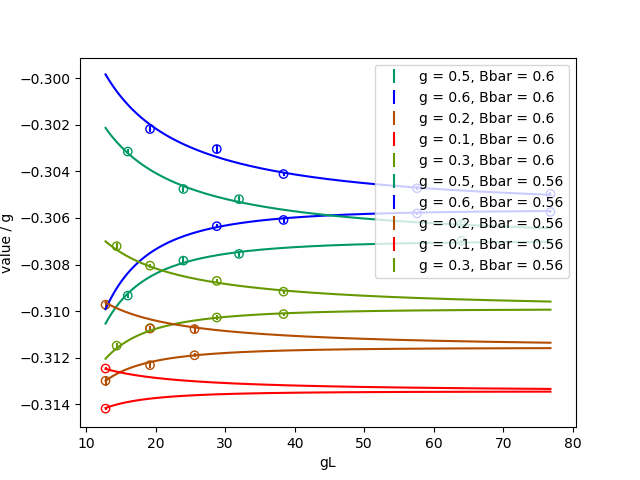 −0.300
−0.302
−0.304
−0.306
−0.308
−0.310
−0.312
−0.314
value / g
10
20
30
40
50
60
70
80
gL
g = 0.5, Bbar = 0.6
g = 0.6, Bbar = 0.6
g = 0.2, Bbar = 0.6
g = 0.1, Bbar = 0.6
g = 0.3, Bbar = 0.6
g = 0.5, Bbar = 0.56
g = 0.6, Bbar = 0.56
g = 0.2, Bbar = 0.56
g = 0.1, Bbar = 0.56
g = 0.3, Bbar = 0.56